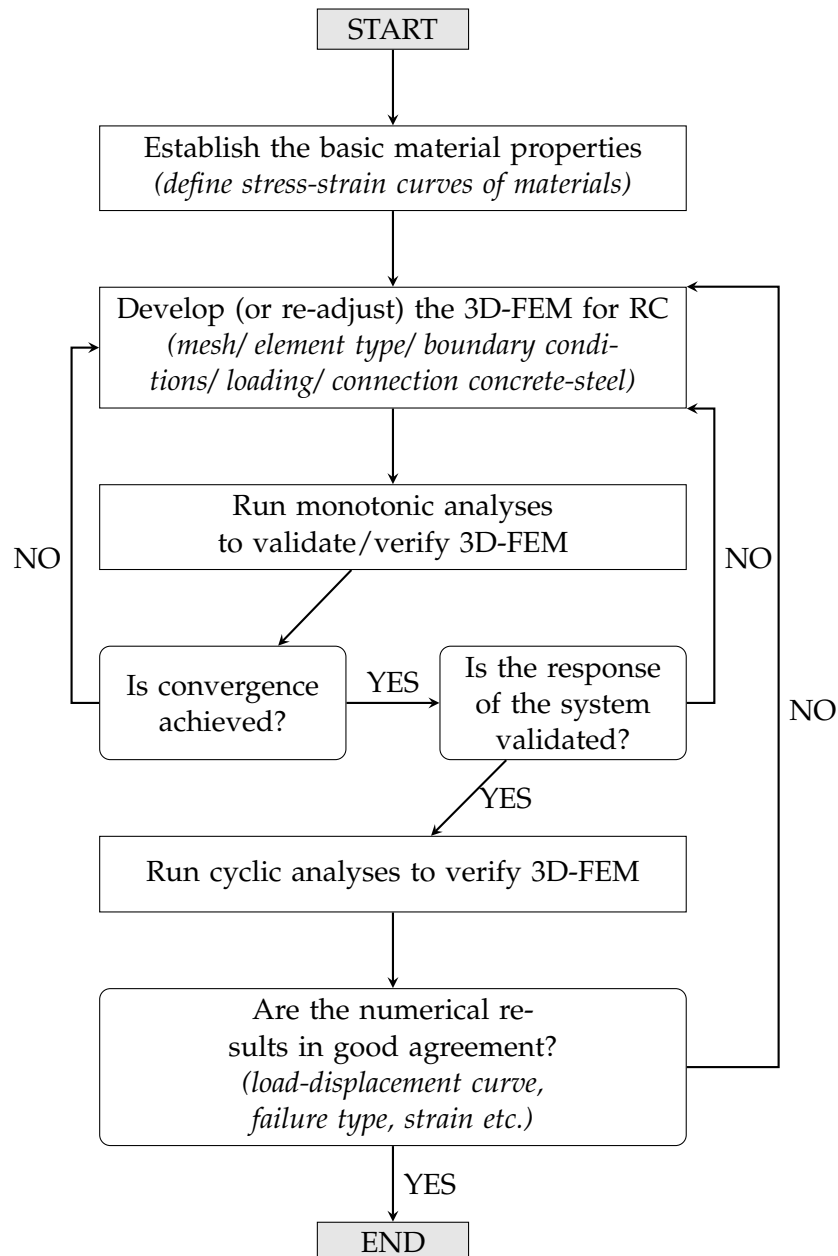 START
Establish the basic material properties
(define stress-strain curves of materials)
Develop (or re-adjust) the 3D-FEM for RC
(mesh/ element type/ boundary condi-
tions/ loading/ connection concrete-steel)
Run monotonic analyses
to validate/verify 3D-FEM
NO
NO
Is convergence
achieved?
YES
Is the response
of the system
validated?
NO
YES
Run cyclic analyses to verify 3D-FEM
Are the numerical re-
sults in good agreement?
(load-displacement curve,
failure type, strain etc.)
YES
END